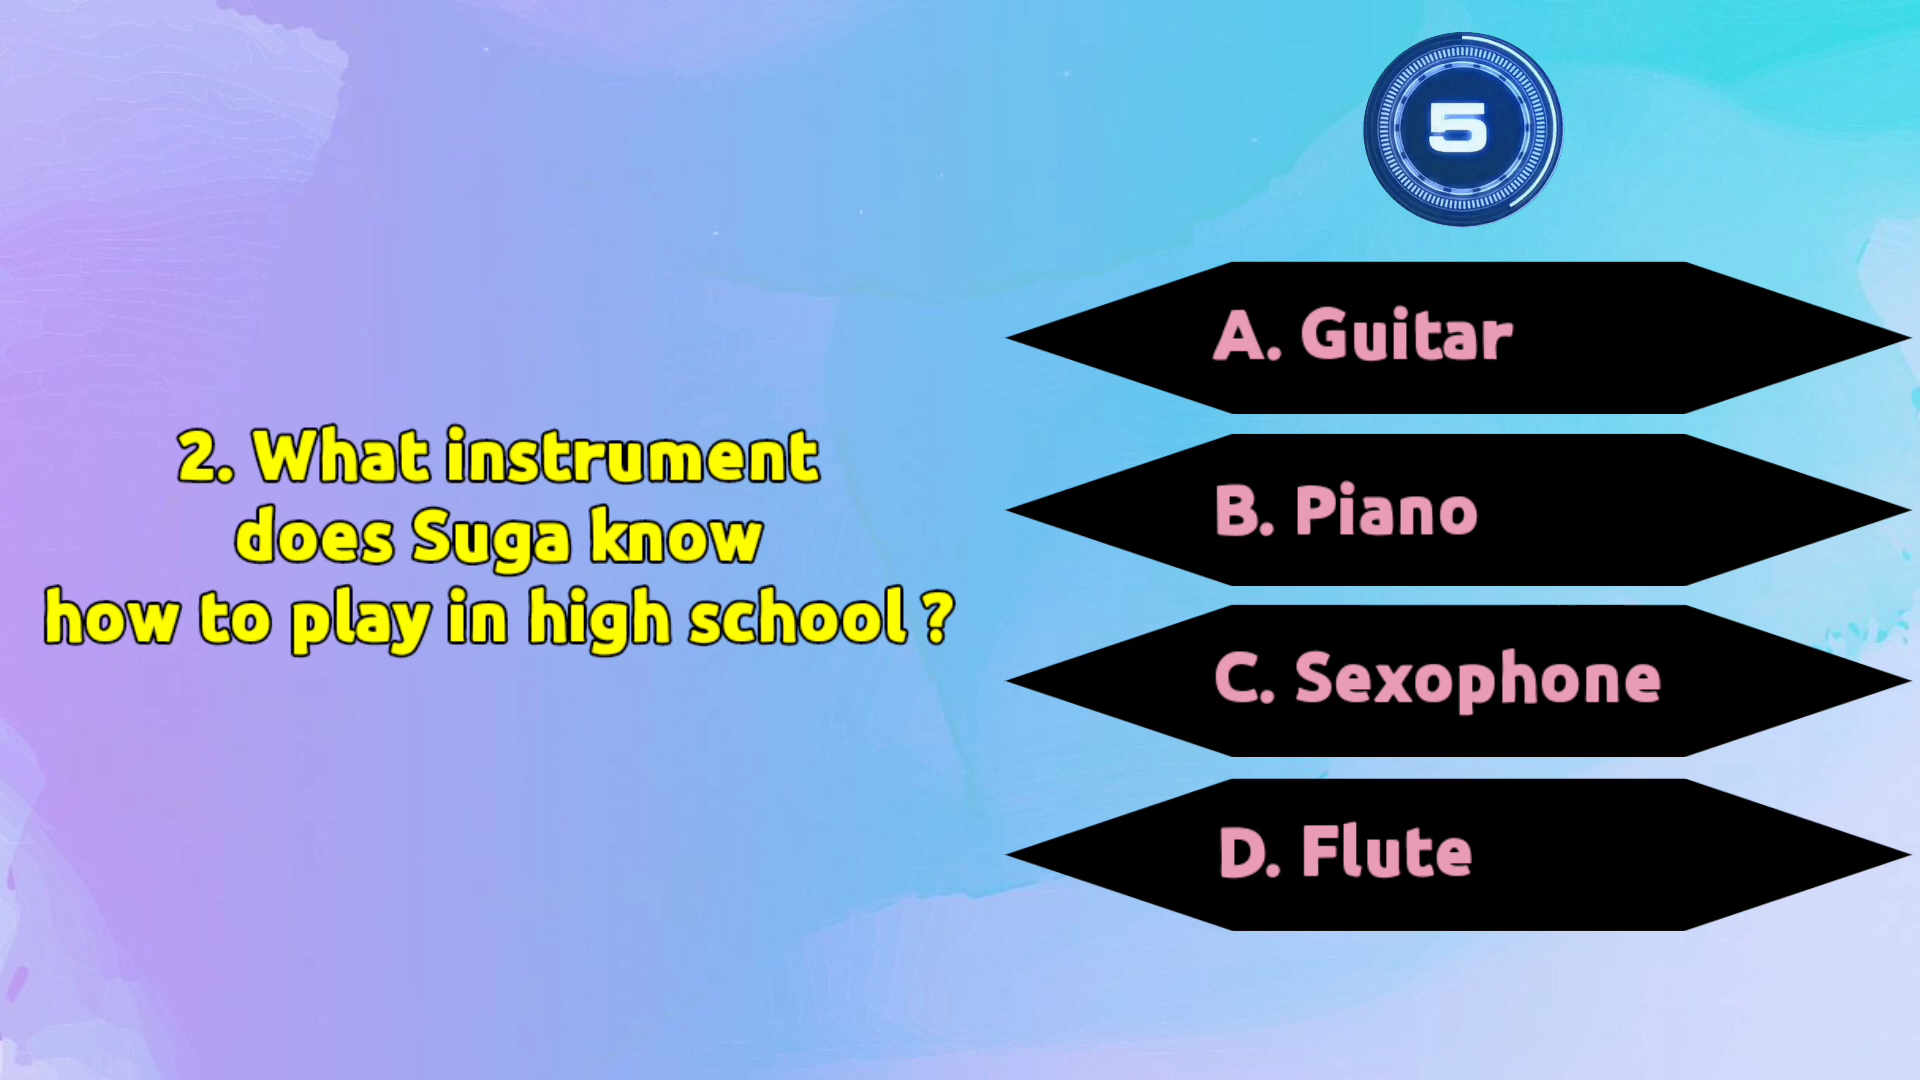 5
2. What instrument
does Suga know
how to play in high school ?
A. Guitar
B. Piano
C. Sexophone
D. Flute